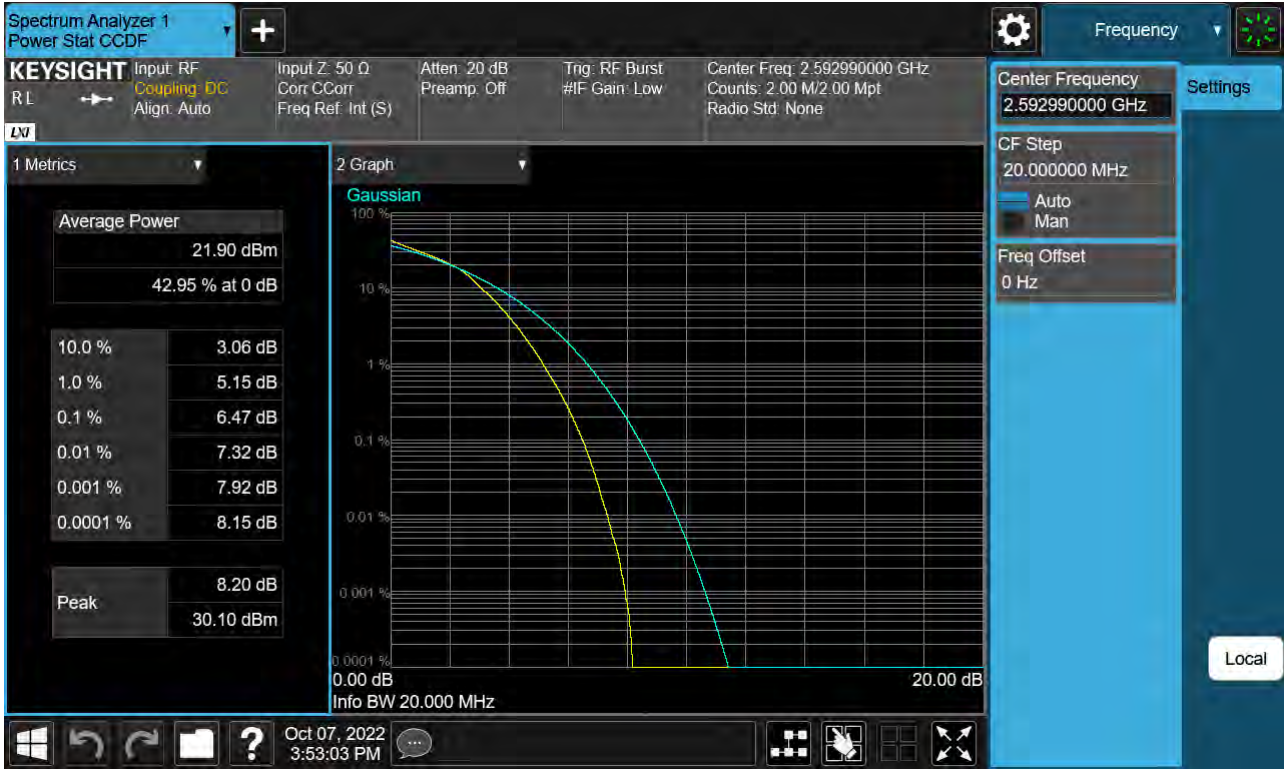 Spectrum Analyzer 1
Power Stat CCDF
Frequency
KEYSIGHT
R L
LXI
Input: RF
Coupling: DC
Align: Auto
Input Z: 50 Ω
Corr CCorr
Freq Ref: Int (S)
Atten: 20 dB
Preamp: Off
Trig: RF Burst
#IF Gain: Low
Center Freq: 2.592990000 GHz
Counts: 2.00 M/2.00 Mpt
Radio Std: None
Center Frequency
2.592990000 GHz
CF Step
20.000000 MHz
Auto
Man
Freq Offset
0 Hz
Settings
Local
1 Metrics
Average Power
21.90 dBm
42.95 % at 0 dB
10.0 % 3.06 dB
1.0 % 5.15 dB
0.1 % 6.47 dB
0.01 % 7.32 dB
0.001 % 7.92 dB
0.0001 % 8.15 dB
Peak
8.20 dB
30.10 dBm
2 Graph
Gaussian
100 %
10 %
1 %
0.1 %
0.01 %
0.001 %
0.0001 %
0.00 dB 20.00 dB
Info BW 20.000 MHz
?
Oct 07, 2022
3:53:03 PM